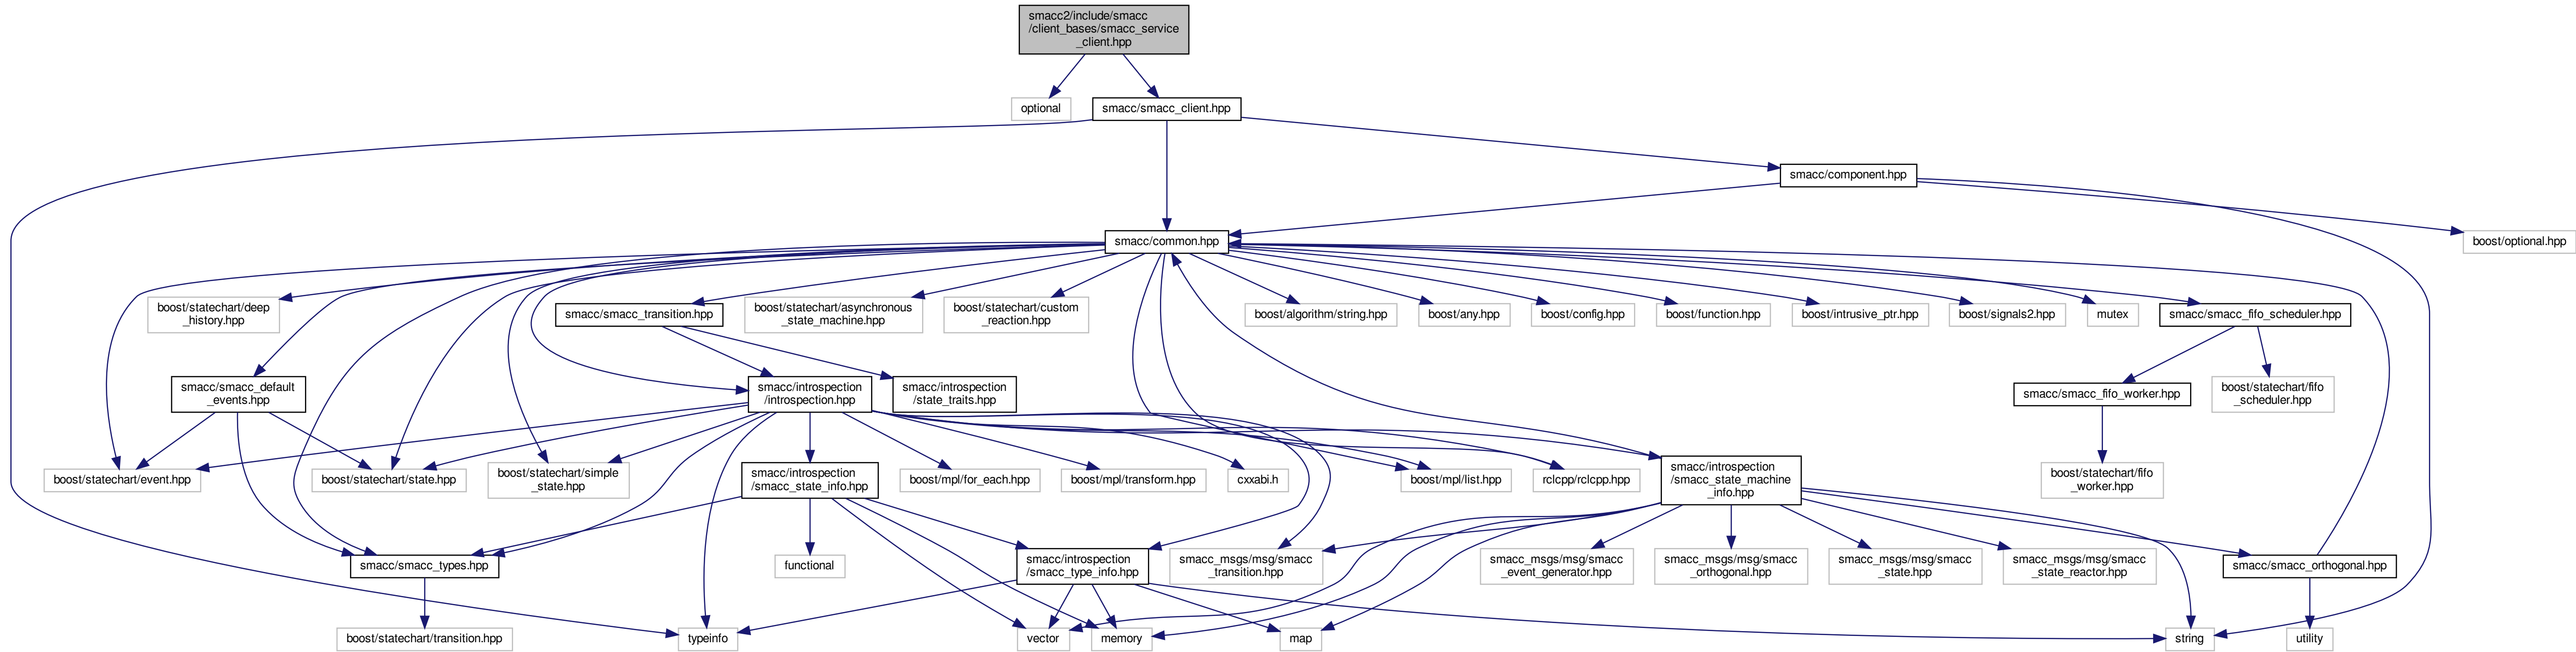 smacc2/include/smacc
/client_bases/smacc_service
_client.hpp
optional
smacc/smacc_client.hpp
smacc/component.hpp
smacc/common.hpp
boost/optional.hpp
boost/statechart/deep
_history.hpp
smacc/smacc_transition.hpp
boost/statechart/asynchronous
_state_machine.hpp
boost/statechart/custom
_reaction.hpp
boost/algorithm/string.hpp
boost/any.hpp
boost/config.hpp
boost/function.hpp
boost/intrusive_ptr.hpp
boost/signals2.hpp
mutex
smacc/smacc_fifo_scheduler.hpp
smacc/smacc_default
_events.hpp
smacc/introspection
/introspection.hpp
smacc/introspection
/state_traits.hpp
smacc/smacc_fifo_worker.hpp
boost/statechart/fifo
_scheduler.hpp
boost/statechart/event.hpp
boost/statechart/state.hpp
boost/statechart/simple
_state.hpp
smacc/introspection
/smacc_state_info.hpp
boost/mpl/for_each.hpp
boost/mpl/transform.hpp
cxxabi.h
boost/mpl/list.hpp
rclcpp/rclcpp.hpp
smacc/introspection
/smacc_state_machine
_info.hpp
boost/statechart/fifo
_worker.hpp
smacc/smacc_types.hpp
functional
smacc/introspection
/smacc_type_info.hpp
smacc_msgs/msg/smacc
_transition.hpp
smacc_msgs/msg/smacc
_event_generator.hpp
smacc_msgs/msg/smacc
_orthogonal.hpp
smacc_msgs/msg/smacc
_state.hpp
smacc_msgs/msg/smacc
_state_reactor.hpp
smacc/smacc_orthogonal.hpp
boost/statechart/transition.hpp
typeinfo
vector
memory
map
string
utility